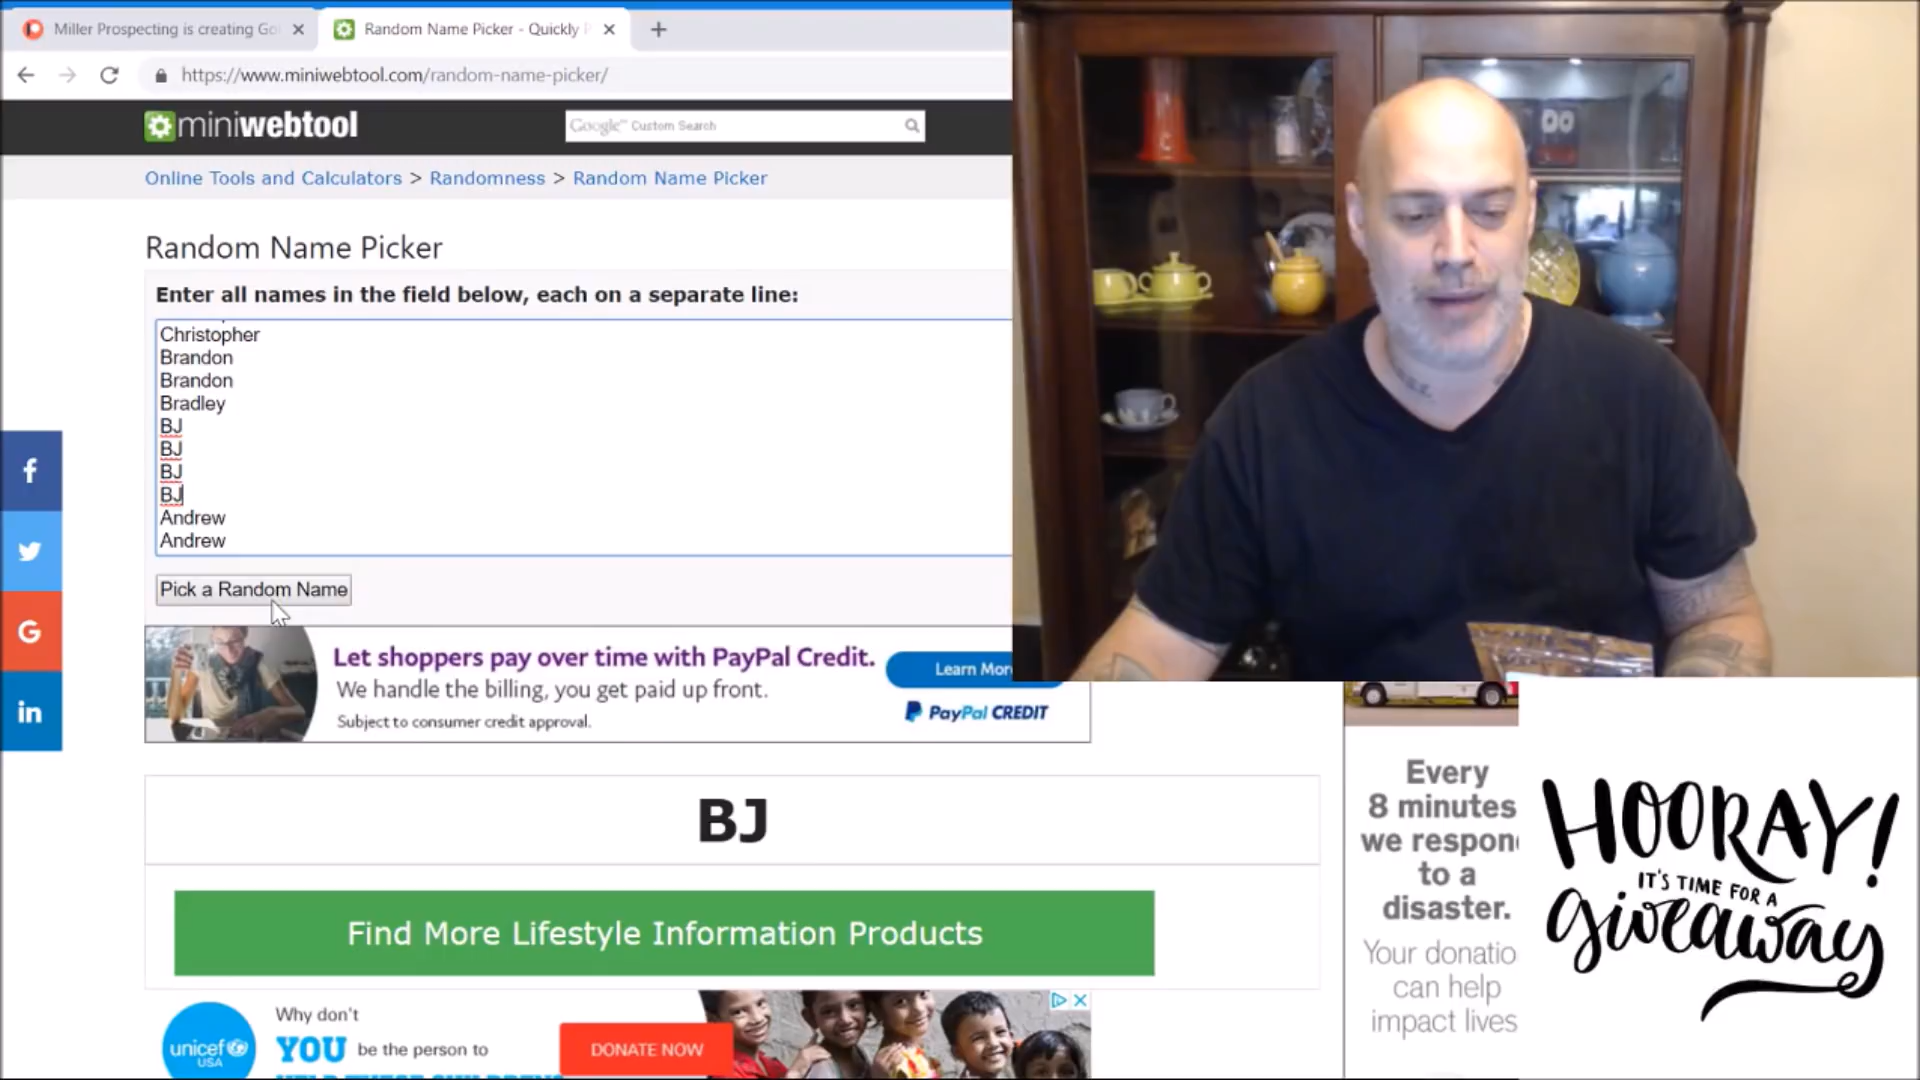 Miller Prospecting is creating Go
Random Name Picker - Quickly P
https://www.miniwebtool.com/random-name-picker/
miniwebtool
Google™ Custom Search
Online Tools and Calculators > Randomness > Random Name Picker
Random Name Picker
Enter all names in the field below, each on a separate line:
Christopher
Brandon
Brandon
Bradley
BJ
BJ
BJ
BJ
Andrew
Andrew
Pick a Random Name
Let shoppers pay over time with PayPal Credit.
We handle the billing, you get paid up front.
Subject to consumer credit approval.
Learn Mor
PayPal CREDIT
BJ
Find More Lifestyle Information Products
Why don't
YOU be the person to
unicef
USA
DONATE NOW
Every
8 minutes
we respon
to a
disaster.
Your donatio
can help
impact lives
HOORAY!
IT'S TIME FOR A
giveaway
f
G
in